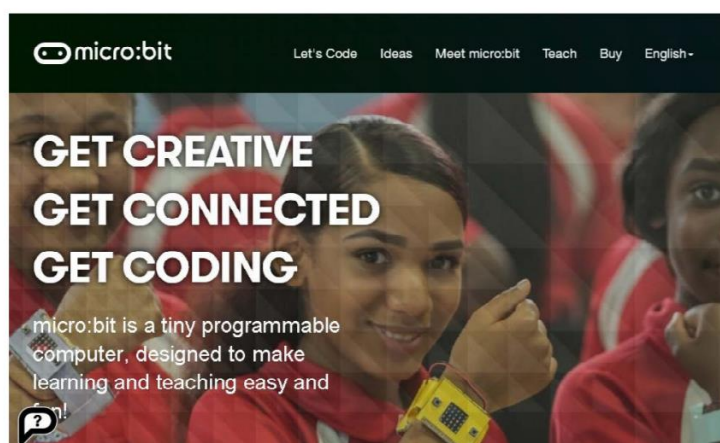 micro:bit
Let's Code Ideas Meet micro:bit Teach Buy English
GET CREATIVE
GET CONNECTED
GET CODING
micro:bit is a tiny programmable
computer, designed to make
learning and teaching easy and
?